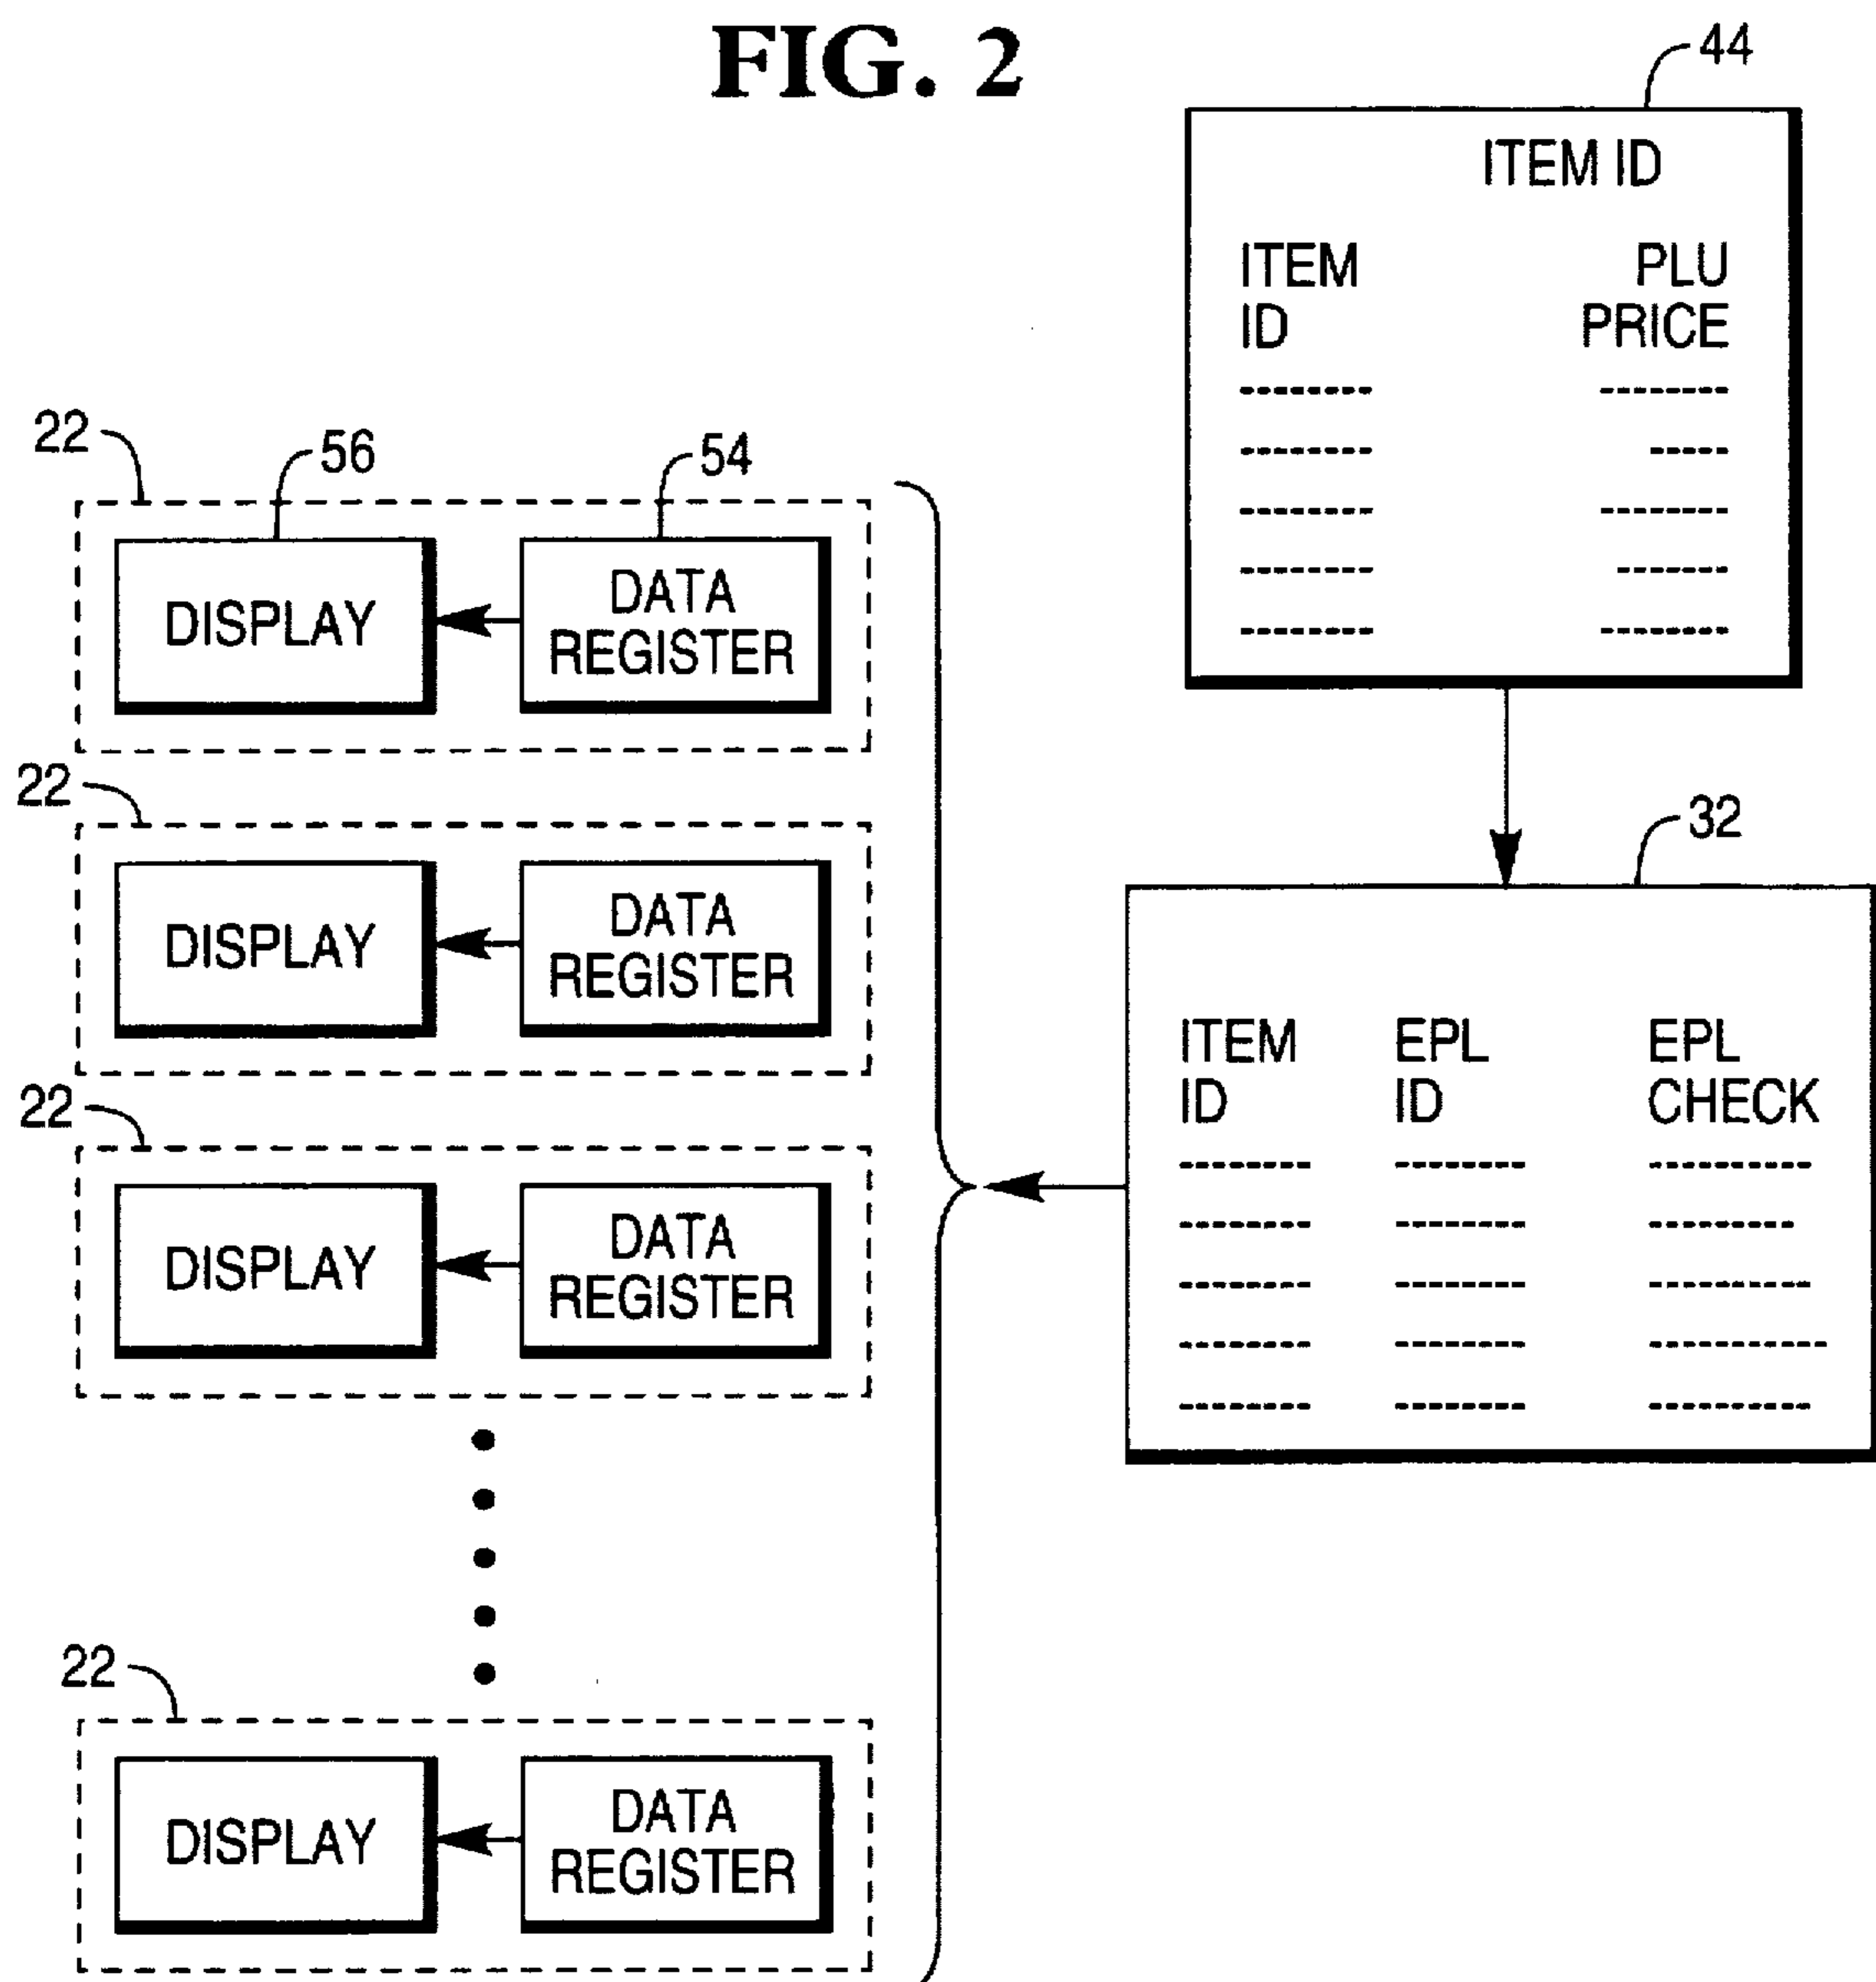 FIG. 2
44
ITEM ID
ITEM PLU
ID PRICE
22
56
54
DISPLAY
DATA
REGISTER
22
DISPLAY
DATA
REGISTER
32
ITEM EPL EPL
ID ID CHECK
22
DISPLAY
DATA
REGISTER
22
DISPLAY
DATA
REGISTER